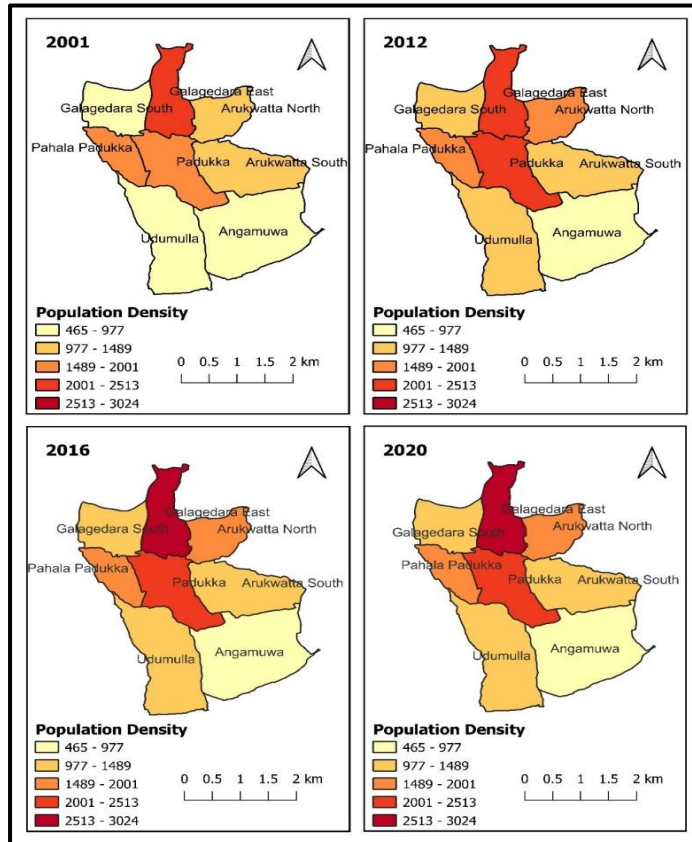 2001
Galagedara East
Galagedara South
Arukwatta North
Pahala Padukka
Padukka
Arukwatta South
Udumulla
Angamuwa
Population Density
465 - 977
977 - 1489
1489 - 2001
2001 - 2513
2513 - 3024
0 0.5 1 1.5 2 km
2012
Galagedara East
Galagedara South
Arukwatta North
Pahala Padukka
Padukka
Arukwatta South
Udumulla
Angamuwa
Population Density
465 - 977
977 - 1489
1489 - 2001
2001 - 2513
2513 - 3024
0 0.5 1 1.5 2 km
2016
Galagedara East
Galagedara South
Arukwatta North
Pahala Padukka
Padukka
Arukwatta South
Udumulla
Angamuwa
Population Density
465 - 977
977 - 1489
1489 - 2001
2001 - 2513
2513 - 3024
0 0.5 1 1.5 2 km
2020
Galagedara East
Galagedara South
Arukwatta North
Pahala Padukka
Padukka
Arukwatta South
Udumulla
Angamuwa
Population Density
465 - 977
977 - 1489
1489 - 2001
2001 - 2513
2513 - 3024
0 0.5 1 1.5 2 km